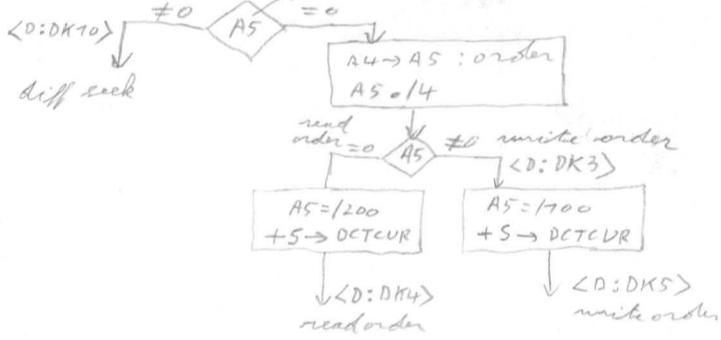 ≠0 A5 =0
<D:DK10>
diff seek
A4→A5 : order
A5./4
read order =0 A5 ≠0 write order
<D:DK3>
A5=/200
+5→ DCTCUR
A5=/700
+5→ DCTCUR
<D:DK4>
read order
<D:DK5>
write order